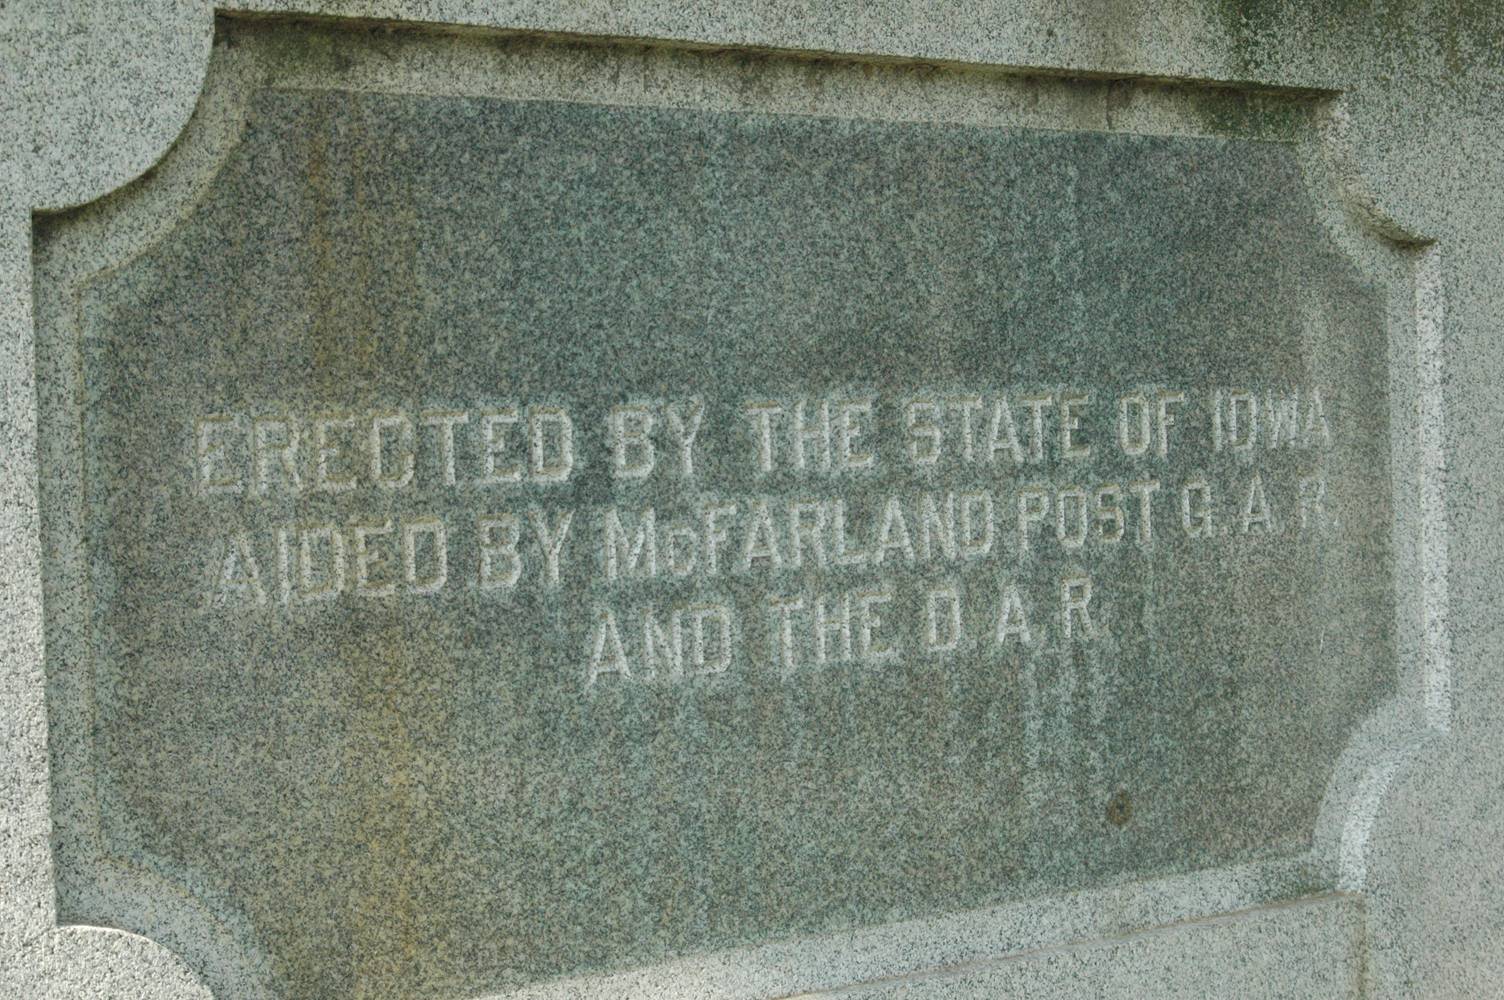 ERECTED BY THE STATE OF IOWA
AIDED BY McFARLAND POST G. A. R.
AND THE D. A. R.